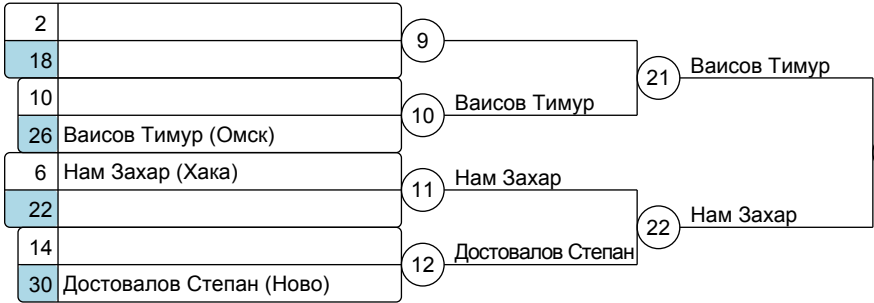 2
18
9
10
26 Ваисов Тимур (Омск)
10 Ваисов Тимур
21 Ваисов Тимур
6 Нам Захар (Хака)
22
11 Нам Захар
14
30 Достовалов Степан (Ново)
12 Достовалов Степан
22 Нам Захар